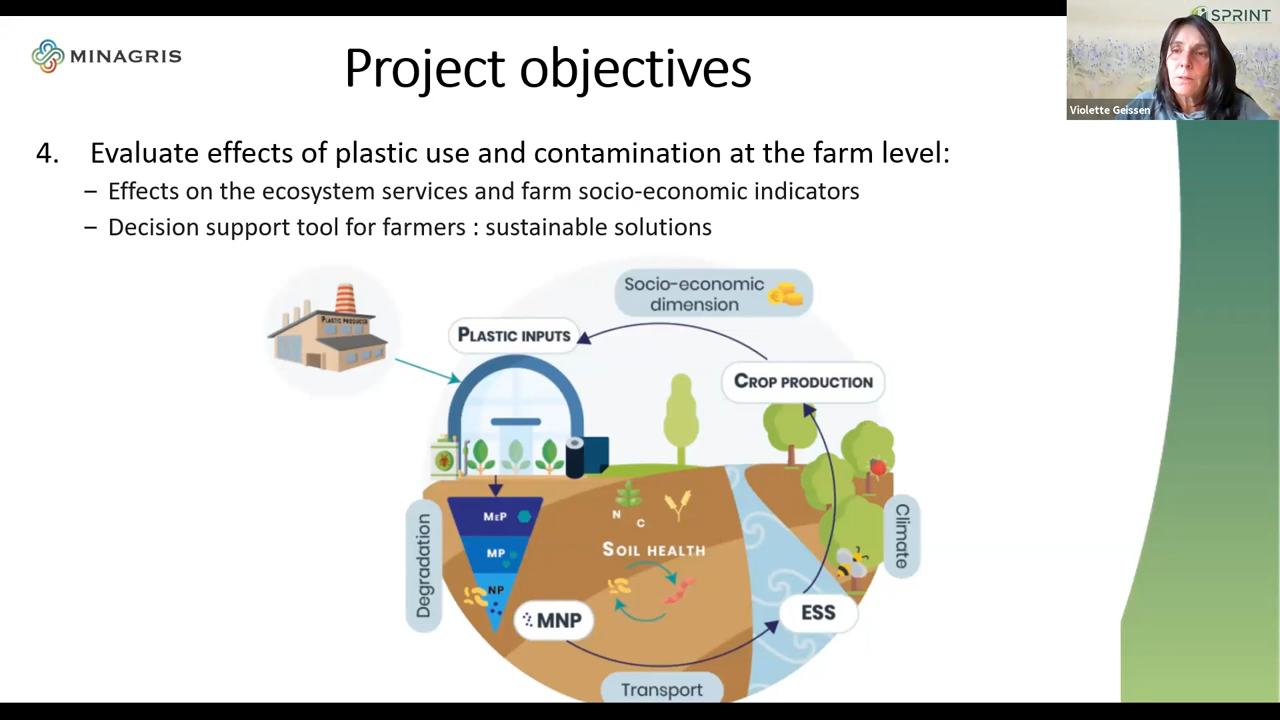 SPRINT
MINAGRIS
Project objectives
Violette Geissen
4. Evaluate effects of plastic use and contamination at the farm level:
– Effects on the ecosystem services and farm socio-economic indicators
– Decision support tool for farmers : sustainable solutions
Socio-economic
dimension
PLASTIC PRODUCER
PLASTIC INPUTS
CROP PRODUCTION
MEP
N
C
MP
SOIL HEALTH
NP
Degradation
Climate
MNP
ESS
Transport